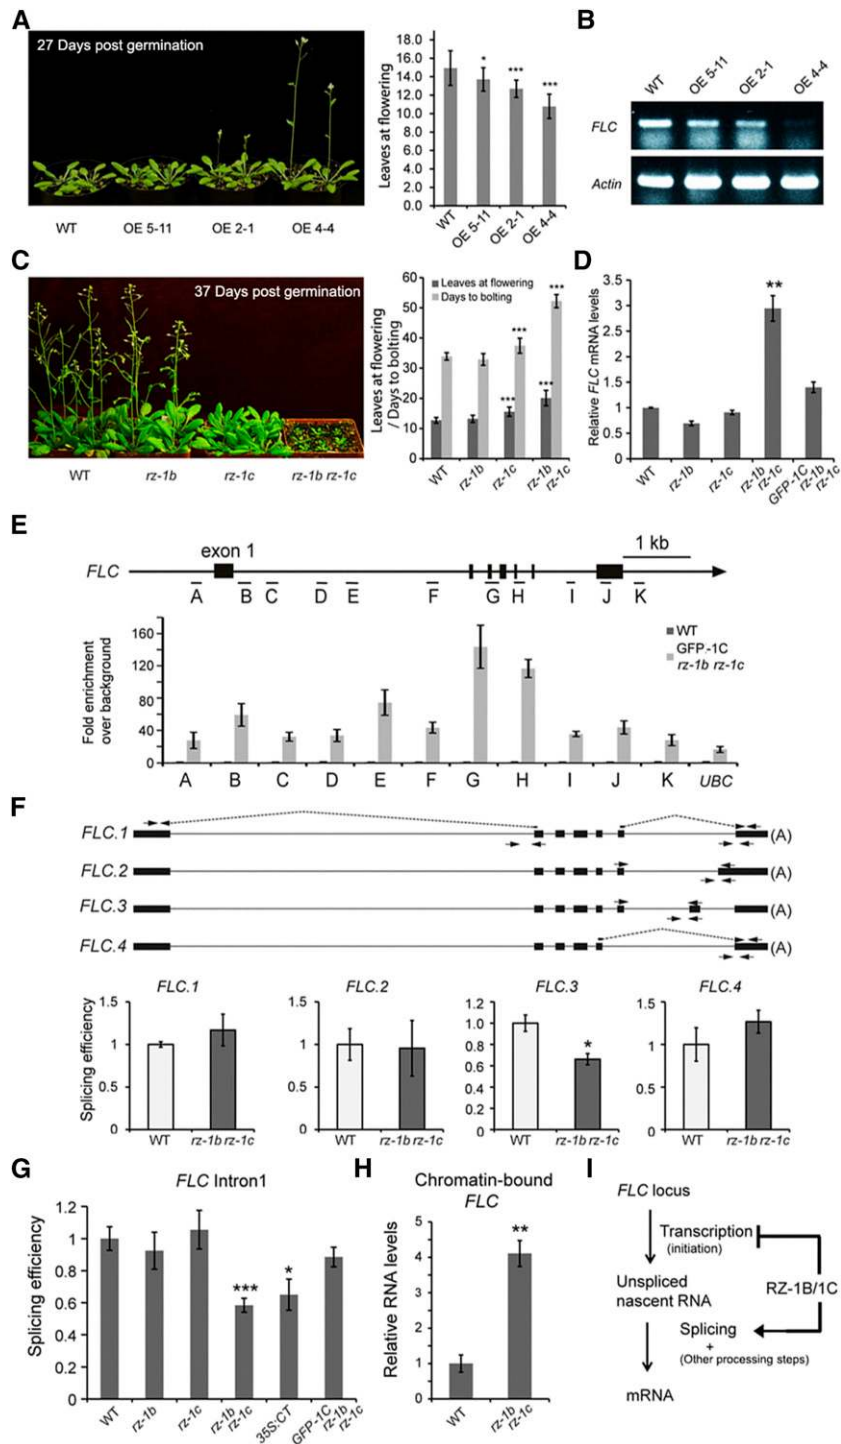 A
27 Days post germination
WT OE 5-11 OE 2-1 OE 4-4
Leaves at flowering
18.0
16.0
14.0
12.0
10.0
8.0
6.0
4.0
2.0
0.0
* *** ***
WT OE 5-11 OE 2-1 OE 4-4
B
WT OE 5-11 OE 2-1 OE 4-4
FLC
Actin
C
37 Days post germination
WT rz-1b rz-1c rz-1b rz-1c
Leaves at flowering
/ Days to bolting
60
50
40
30
20
10
0
Leaves at flowering
Days to bolting
*** *** *** ***
WT rz-1b rz-1c rz-1b rz-1c
D
Relative FLC mRNA levels
3.5
3
2.5
2
1.5
1
0.5
0
**
WT rz-1b rz-1c rz-1b rz-1c GFP-1C rz-1b rz-1c
E
exon 1
1 kb
FLC
A B C D E F G H I J K
Fold enrichment
over background
160
120
80
40
0
WT
GFP-1C
rz-1b rz-1c
A B C D E F G H I J K UBC
F
FLC.1 (A)
FLC.2 (A)
FLC.3 (A)
FLC.4 (A)
Splicing efficiency
FLC.1
1.5
1
0.5
0
WT rz-1b rz-1c
FLC.2
1.5
1
0.5
0
WT rz-1b rz-1c
FLC.3
1.2
1.0
0.8
0.6
0.4
0.2
0
*
WT rz-1b rz-1c
FLC.4
1.5
1
0.5
0
WT rz-1b rz-1c
G
FLC Intron1
Splicing efficiency
1.2
1
0.8
0.6
0.4
0.2
0
*** *
WT rz-1b rz-1c rz-1b rz-1c 35S:CT GFP-1C rz-1b rz-1c
H
Chromatin-bound
FLC
Relative RNA levels
5
4
3
2
1
0
**
WT rz-1b rz-1c
I
FLC locus
Transcription
(initiation)
Unspliced
nascent RNA
RZ-1B/1C
Splicing
+
(Other processing steps)
mRNA